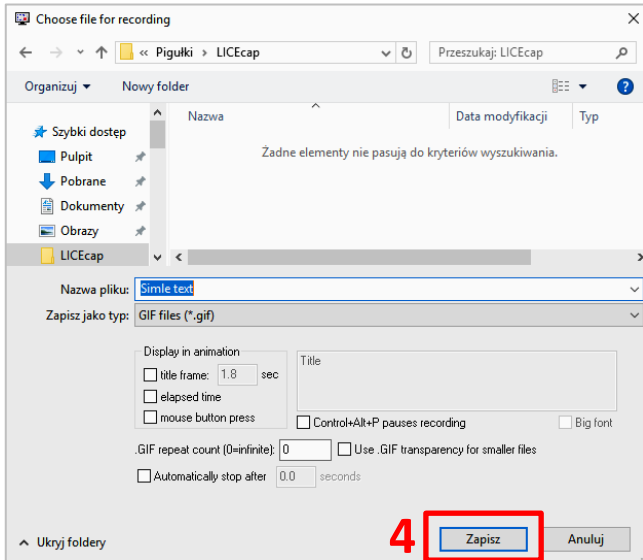 Choose file for recording
« Pigułki > LICEcap
Przeszukaj: LICEcap
Organizuj
Nowy folder
Nazwa
Data modyfikacji
Typ
Szybki dostęp
Pulpit
Pobrane
Dokumenty
Obrazy
LICEcap
Żadne elementy nie pasują do kryteriów wyszukiwania.
Nazwa pliku: Simle text
Zapisz jako typ: GIF files (*.gif)
Display in animation
title frame: 1.8 sec
elapsed time
mouse button press
Title
Control+Alt+P pauses recording
Big font
.GIF repeat count (0=infinite): 0
Use .GIF transparency for smaller files
Automatically stop after 0.0 seconds
Ukryj foldery
4
Zapisz
Anuluj